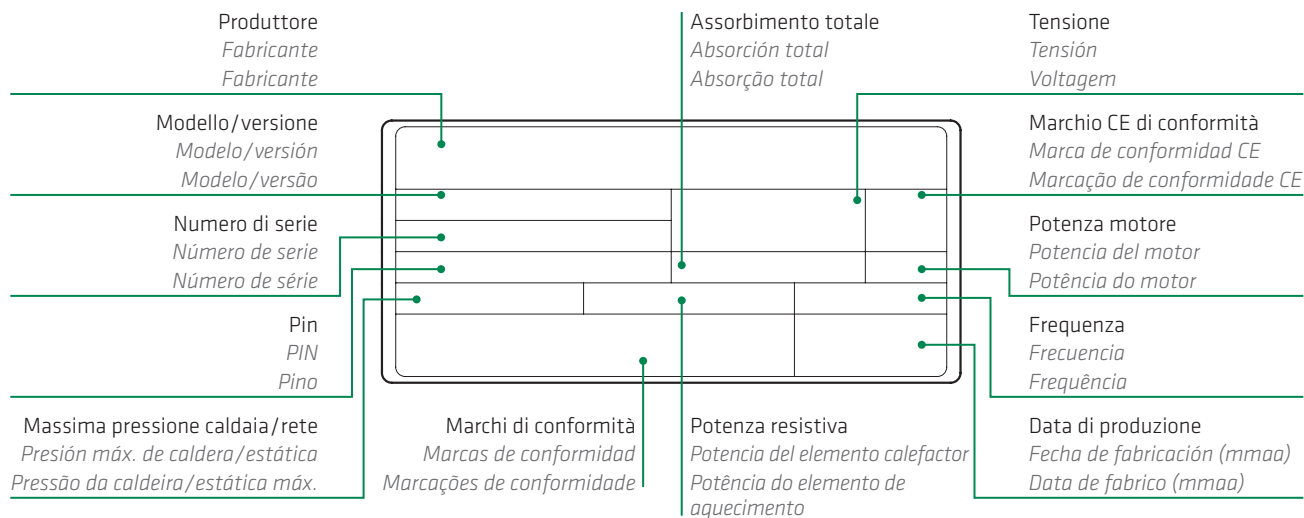 Produttore
Fabricante
Fabricante
Assorbimento totale
Absorción total
Absorção total
Tensione
Tensión
Voltagem
Modello/versione
Modelo/versión
Modelo/versão
Marchio CE di conformità
Marca de conformidad CE
Marcação de conformidade CE
Numero di serie
Número de serie
Número de série
Potenza motore
Potencia del motor
Potência do motor
Pin
PIN
Pino
Frequenza
Frecuencia
Frequência
Massima pressione caldaia/rete
Presión máx. de caldera/estática
Pressão da caldeira/estática máx.
Marchi di conformità
Marcas de conformidad
Marcações de conformidade
Potenza resistiva
Potencia del elemento calefactor
Potência do elemento de
aquecimento
Data di produzione
Fecha de fabricación (mmaa)
Data de fabrico (mmaa)